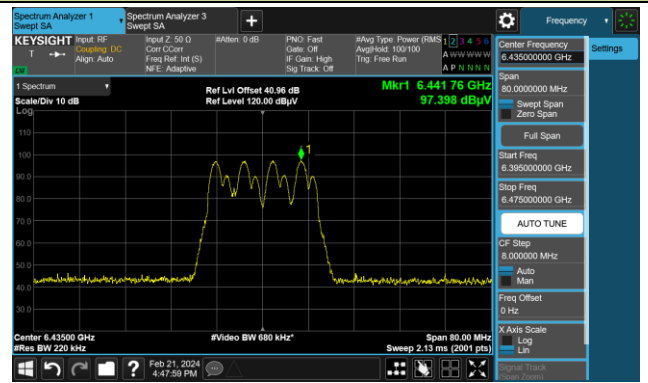 Spectrum Analyzer 1
Swept SA
Spectrum Analyzer 3
Swept SA
Frequency
KEYSIGHT
T
LW
Input: RF
Coupling: DC
Align: Auto
Input Z: 50 Ω
Corr CCorr
Freq Ref: Int (S)
NFE: Adaptive
#Atten: 0 dB
PNO: Fast
Gate: Off
IF Gain: High
Sig Track: Off
#Avg Type: Power (RMS
Avg|Hold: 100/100
Trig: Free Run
1 2 3 4 5 6
A W W W W W
A P N N N N
1 Spectrum
Scale/Div 10 dB
Log
Ref Lvl Offset 40.96 dB
Ref Level 120.00 dBµV
Mkr1 6.441 76 GHz
97.398 dBµV
1
110
100
90.0
80.0
70.0
60.0
50.0
40.0
30.0
Center 6.43500 GHz
#Res BW 220 kHz
#Video BW 680 kHz*
Span 80.00 MHz
Sweep 2.13 ms (2001 pts)
Feb 21, 2024
4:47:59 PM
Center Frequency
6.435000000 GHz
Settings
Span
80.0000000 MHz
Swept Span
Zero Span
Full Span
Start Freq
6.395000000 GHz
Stop Freq
6.475000000 GHz
AUTO TUNE
CF Step
8.000000 MHz
Auto
Man
Freq Offset
0 Hz
X Axis Scale
Log
Lin
Signal Track
(Span Zoom)